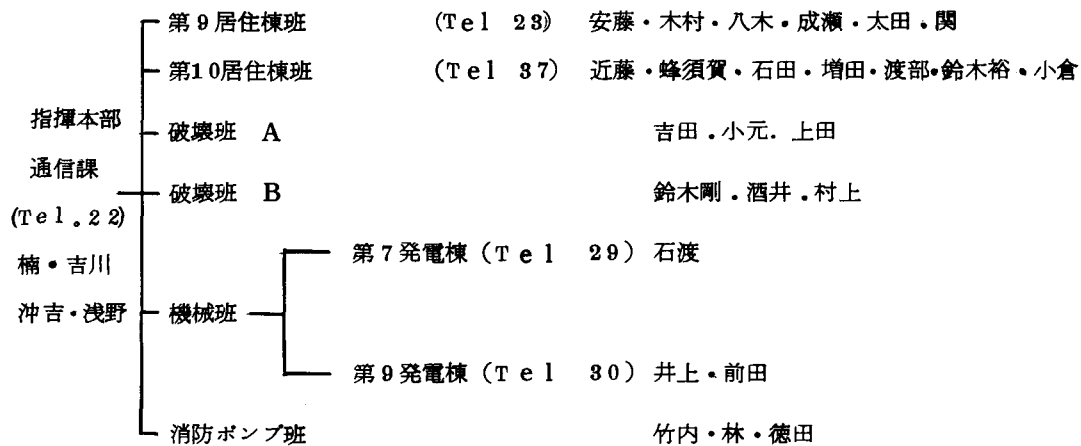 第9居住棟班 (Tel 23) 安藤・木村・八木・成瀬・太田・関
第10居住棟班 (Tel 37) 近藤・蜂須賀・石田・増田・渡部・鈴木裕・小倉
指揮本部
通信課
(Tel.22)
楠・吉川
沖吉・浅野
破壊班 A 吉田・小元.上田
破壊班 B 鈴木剛・酒井・村上
機械班
第7発電棟 (Tel 29) 石渡
第9発電棟 (Tel 30) 井上・前田
消防ポンプ班 竹内・林・徳田